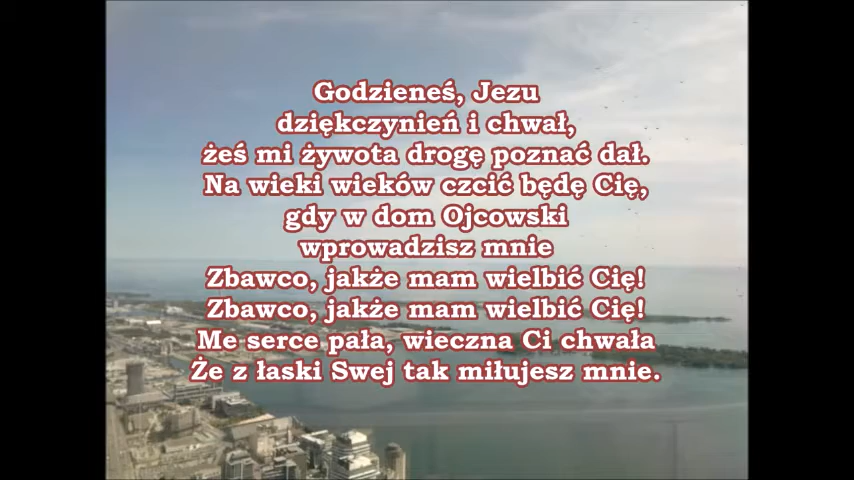 Godzieneś, Jezu
dziękczynień i chwał,
żeś mi żywota drogę poznać dał.
Na wieki wieków czcić będę Cię,
gdy w dom Ojcowski
wprowadzisz mnie
Zbawco, jakże mam wielbić Cię!
Zbawco, jakże mam wielbić Cię!
Me serce pała, wieczna Ci chwała
Że z łaski Swej tak miłujesz mnie.